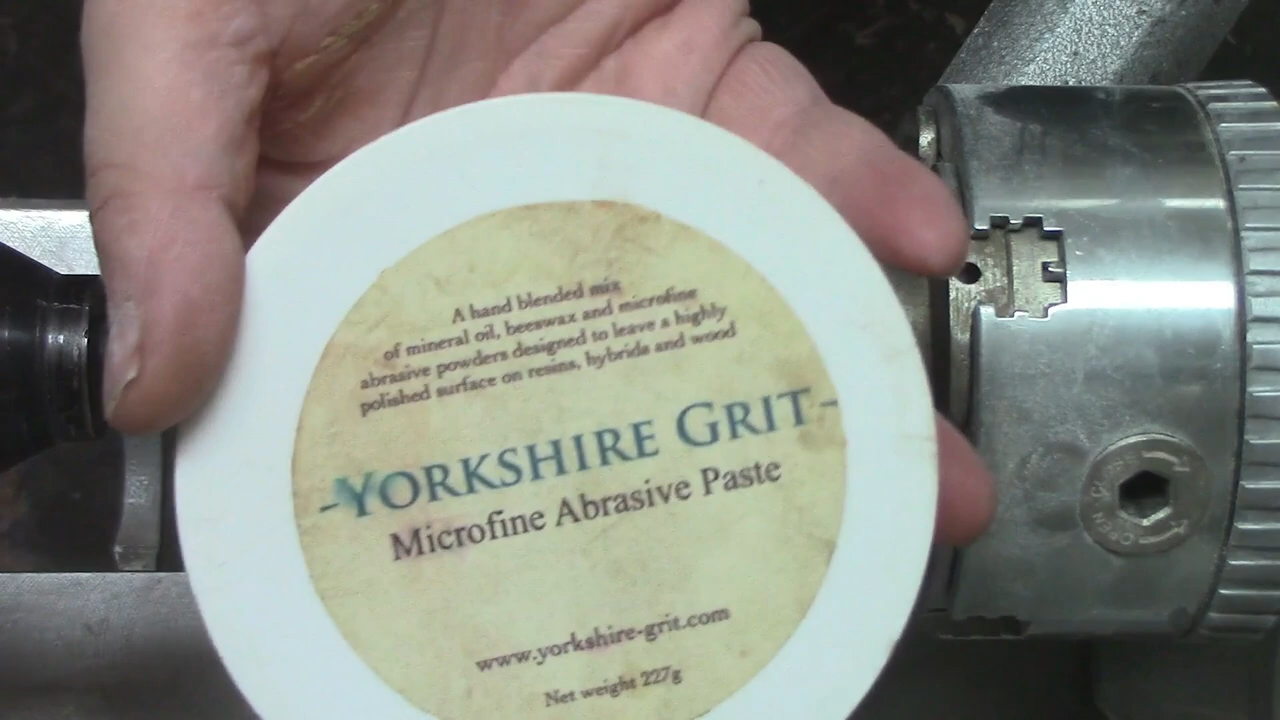 A hand blended mix
of mineral oil, beeswax and microfine
abrasive powders designed to leave a highly
polished surface on resins, hybrids and wood
-YORKSHIRE GRIT-
Microfine Abrasive Paste
www.yorkshire-grit.com
Net weight 227g
OPEN